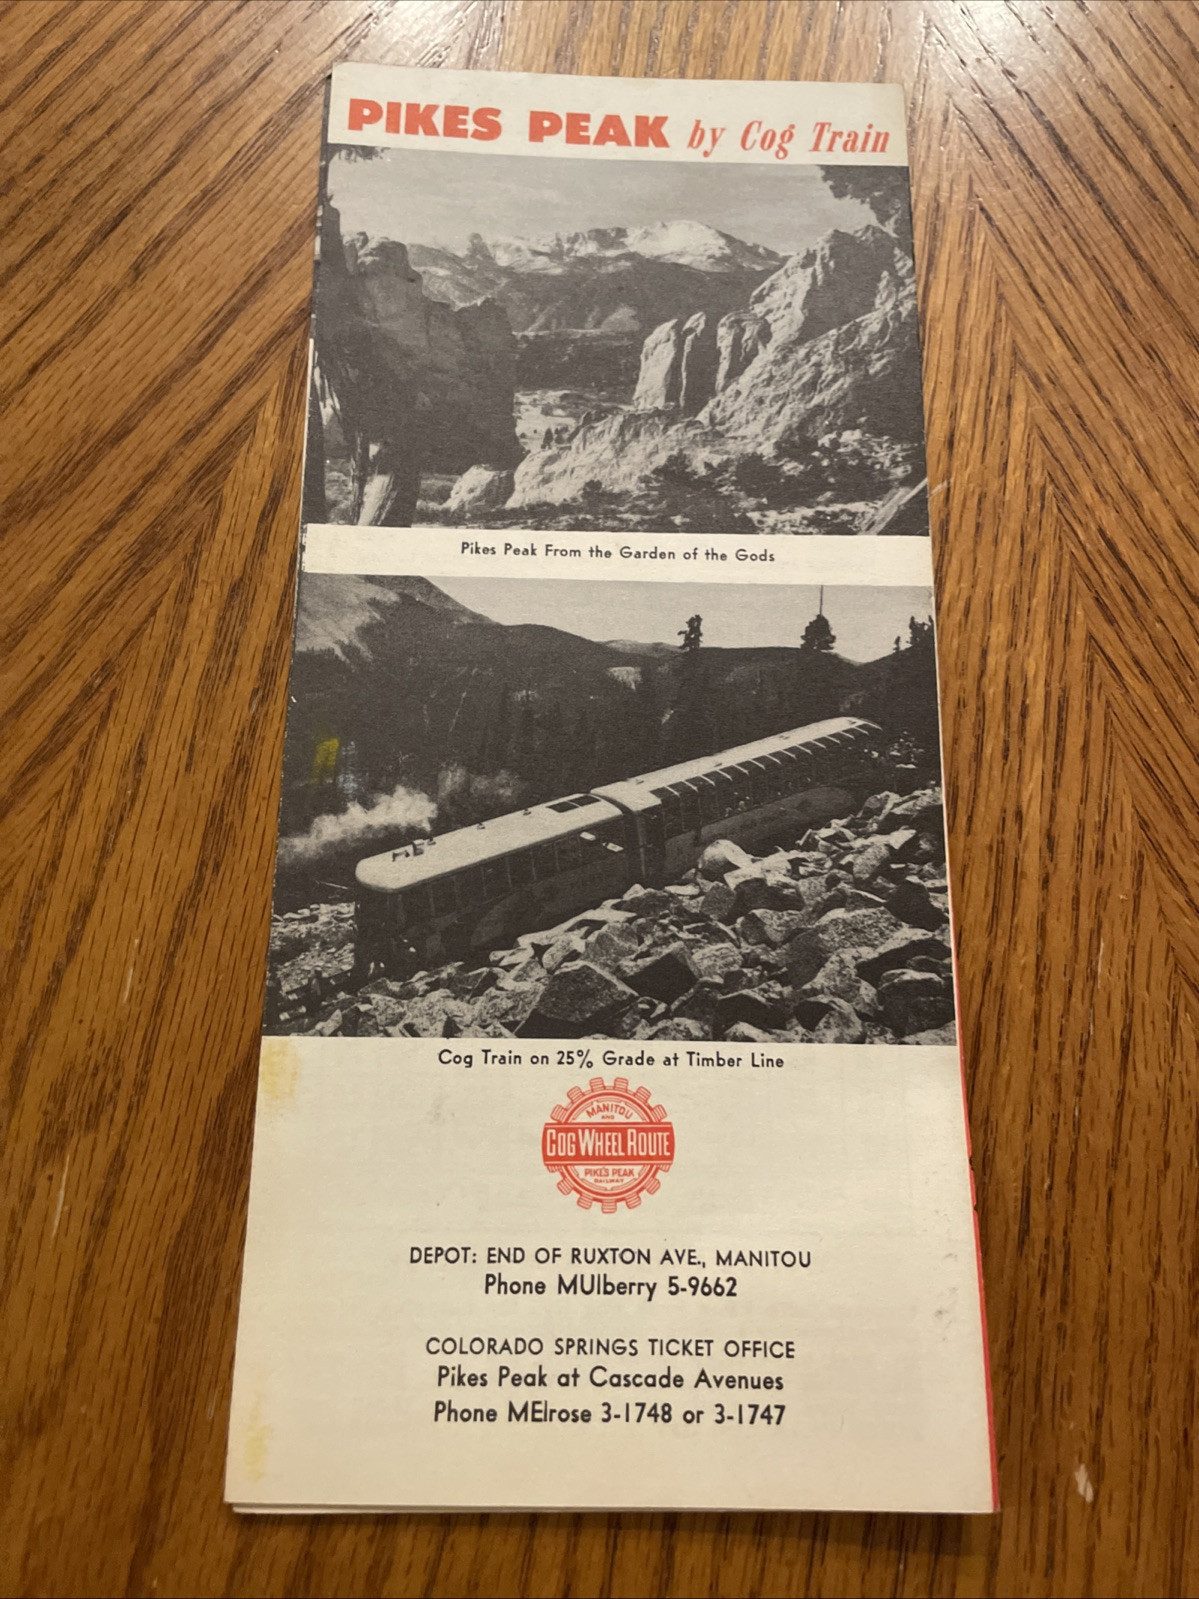 PIKES PEAK by Cog Train
Pikes Peak From the Garden of the Gods
Cog Train on 25% Grade at Timber Line
MANITOU
AND
COG WHEEL ROUTE
PIKE'S PEAK
RAILWAY
DEPOT: END OF RUXTON AVE., MANITOU
Phone MUlberry 5-9662
COLORADO SPRINGS TICKET OFFICE
Pikes Peak at Cascade Avenues
Phone MElrose 3-1748 or 3-1747